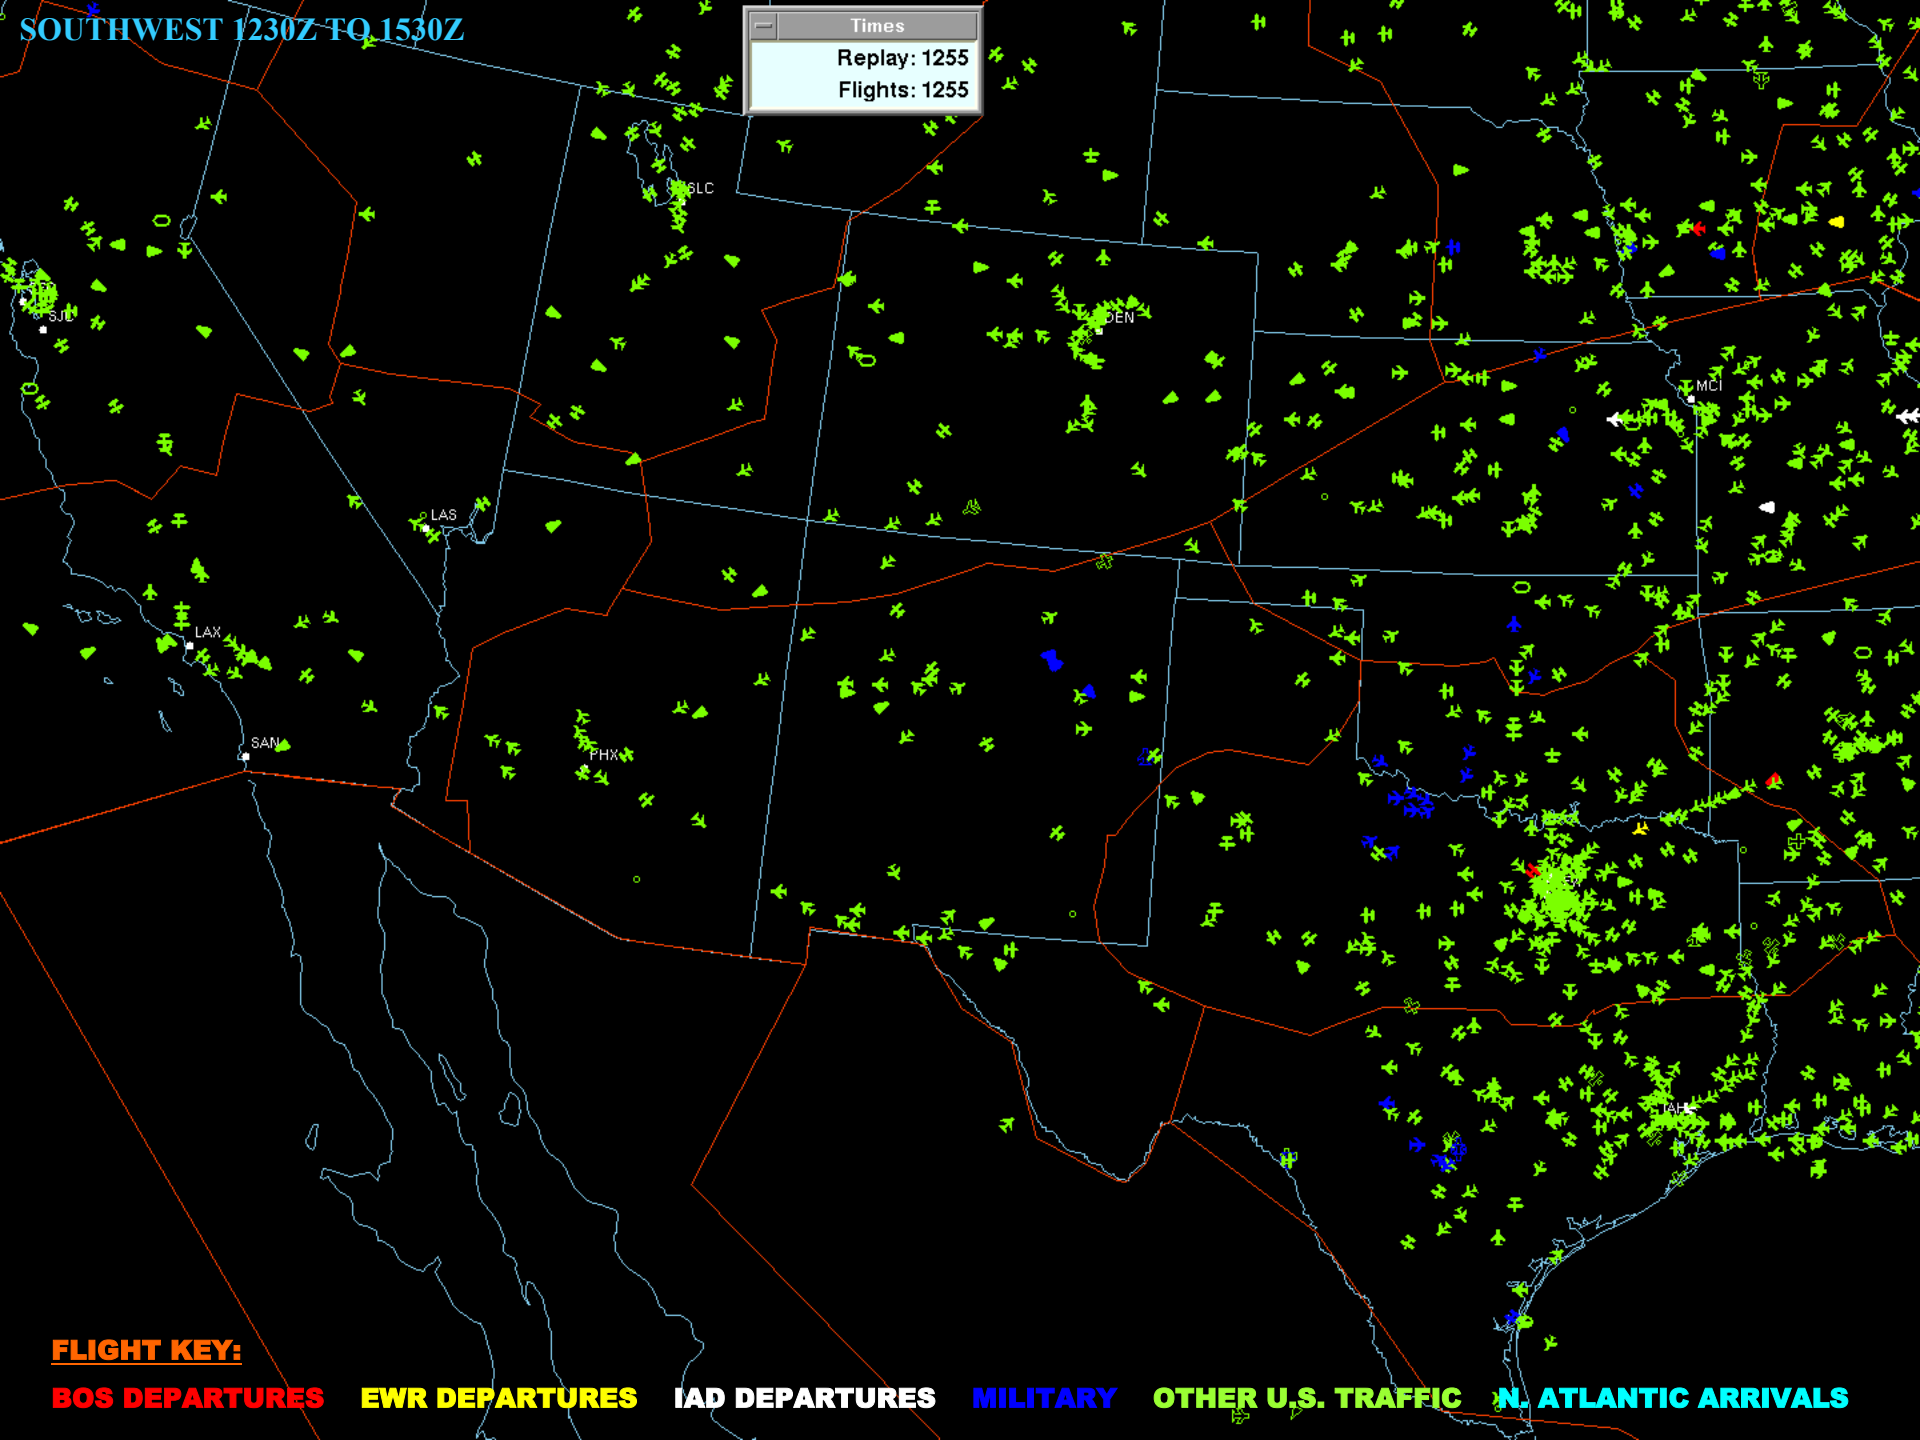 SOUTHWEST 1230Z TO 1530Z
Times
Replay: 1255
Flights: 1255
SLC
SJC
DEN
MCI
LAS
LAX
SAN
PHX
IAH
FLIGHT KEY:
BOS DEPARTURES EWR DEPARTURES IAD DEPARTURES MILITARY OTHER U.S. TRAFFIC N. ATLANTIC ARRIVALS